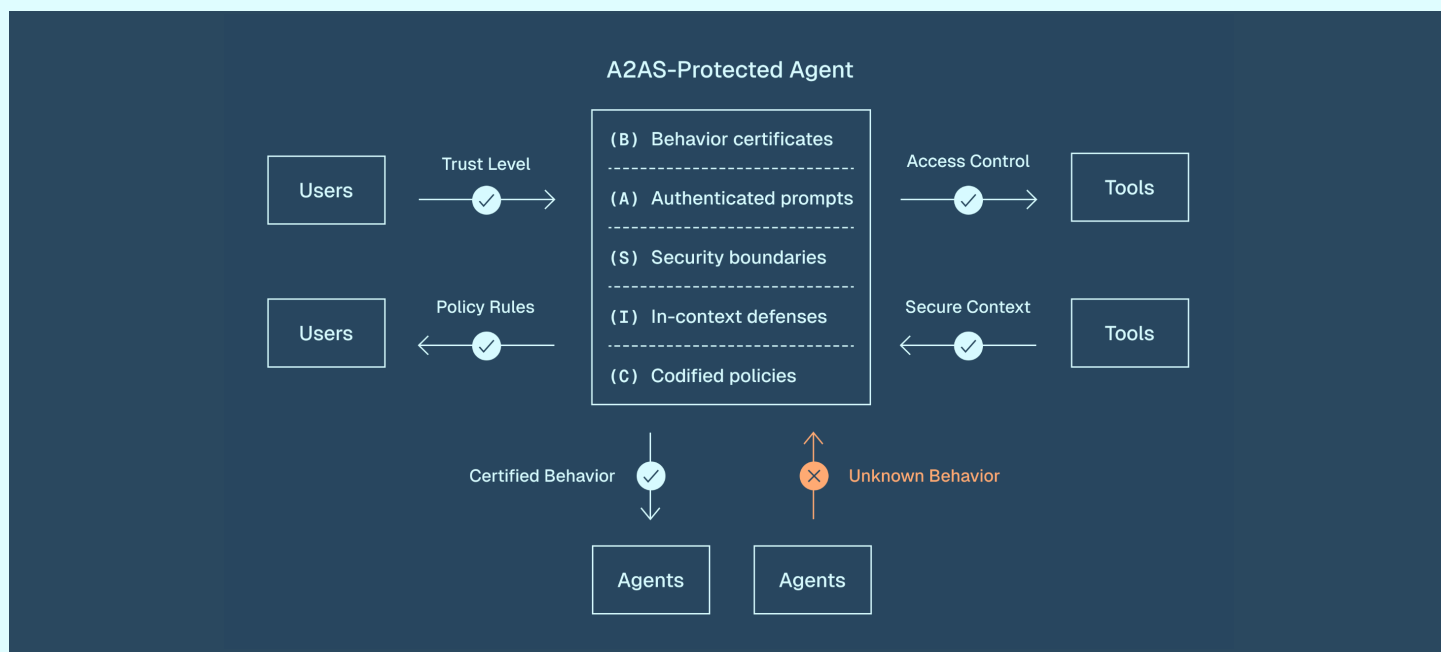 A2AS-Protected Agent
Users
Trust Level
(B) Behavior certificates
(A) Authenticated prompts
(S) Security boundaries
(I) In-context defenses
(C) Codified policies
Access Control
Tools
Users
Policy Rules
Secure Context
Tools
Certified Behavior
Unknown Behavior
Agents
Agents